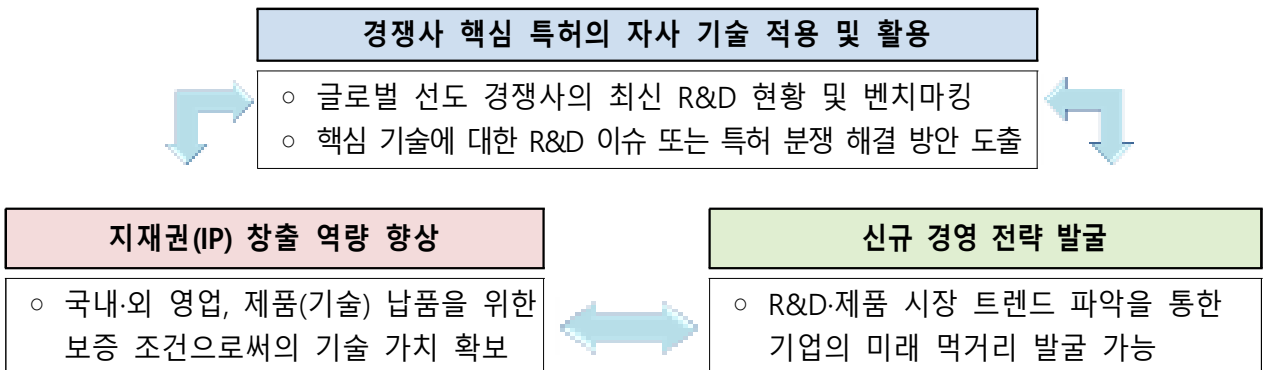 경쟁사 핵심 특허의 자사 기술 적용 및 활용
○ 글로벌 선도 경쟁사의 최신 R&D 현황 및 벤치마킹
○ 핵심 기술에 대한 R&D 이슈 또는 특허 분쟁 해결 방안 도출
지재권(IP) 창출 역량 향상
○ 국내·외 영업, 제품(기술) 납품을 위한
보증 조건으로써의 기술 가치 확보
신규 경영 전략 발굴
○ R&D·제품 시장 트렌드 파악을 통한
기업의 미래 먹거리 발굴 가능